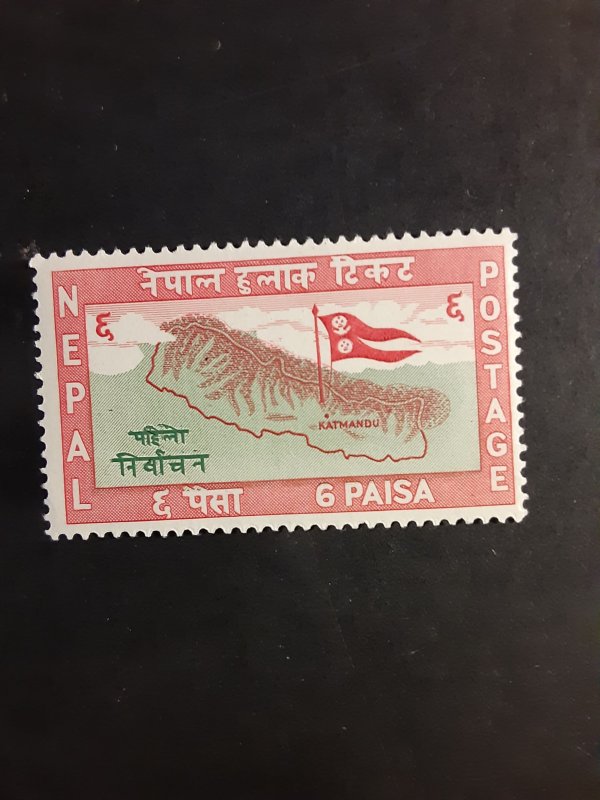 नेपाल हुलाक टिकट
NEPAL
POSTAGE
६
६
KATMANDU
पहिलो
निर्वाचन
६ पैसा
6 PAISA